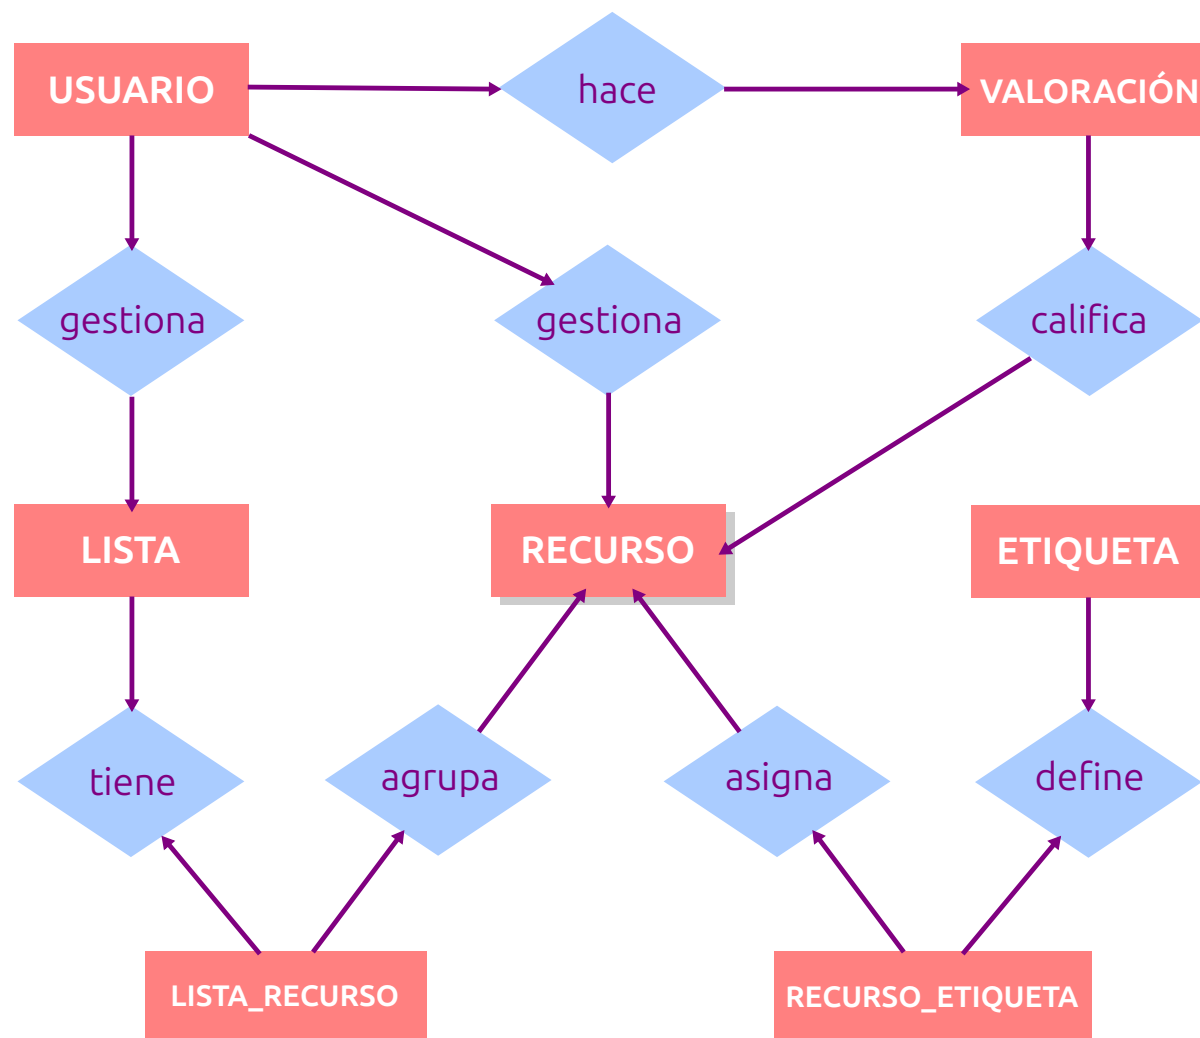 USUARIO
hace
VALORACIÓN
gestiona
gestiona
califica
LISTA
RECURSO
ETIQUETA
tiene
agrupa
asigna
define
LISTA_RECURSO
RECURSO_ETIQUETA